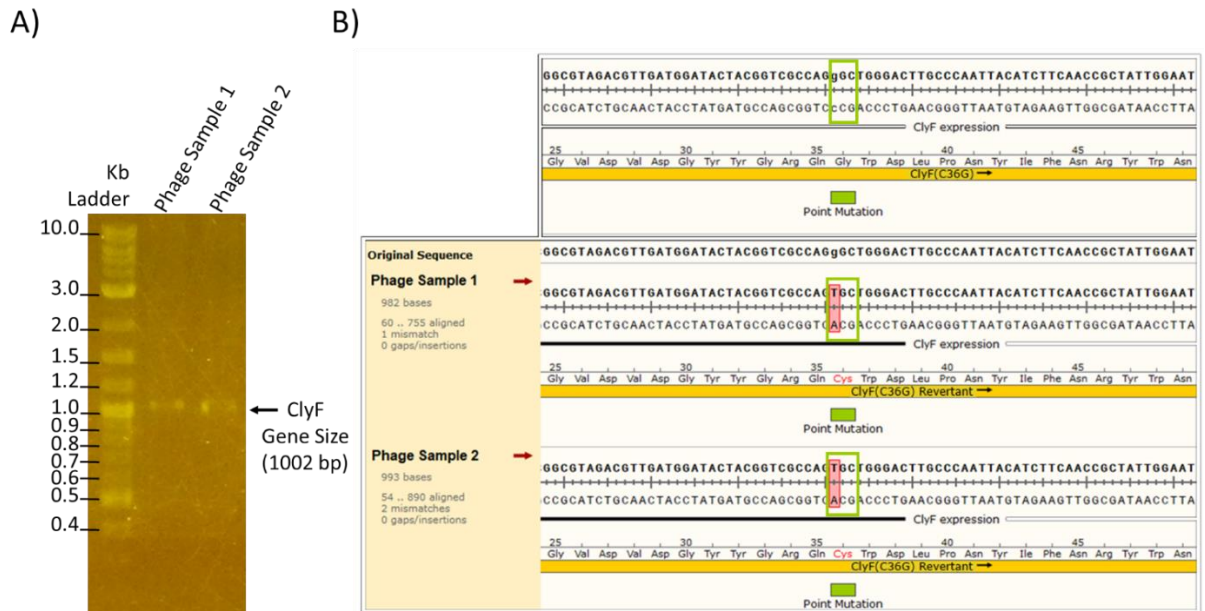 A)
B)
Phage Sample 1
Phage Sample 2
Kb
Ladder
10.0
3.0
2.0
1.5
1.2
1.0
0.9
0.8
0.7
0.6
0.5
0.4
ClyF
Gene Size
(1002 bp)
GGCGTAGACGTTGATGGATACTACGGTCGCCAGgGCTGGGACTTGCCCAATTACATCTTCAACCGCTATTGGAAT
CCGCATCTGCAACTACCTATGATGCCAGCGGTCcCGACCCTGAACGGGTTAATGTAGAAGTTGGCGATAACCTTA
ClyF expression
25 30 35 40 45
Gly Val Asp Val Asp Gly Tyr Tyr Gly Arg Gln Gly Trp Asp Leu Pro Asn Tyr Ile Phe Asn Arg Tyr Trp Asn
ClyF(C36G)
Point Mutation
Original Sequence
GGCGTAGACGTTGATGGATACTACGGTCGCCAGgGCTGGGACTTGCCCAATTACATCTTCAACCGCTATTGGAAT
Phage Sample 1
982 bases
60 .. 755 aligned
1 mismatch
0 gaps/insertions
GGCGTAGACGTTGATGGATACTACGGTCGCCAGTGCTGGGACTTGCCCAATTACATCTTCAACCGCTATTGGAAT
CCGCATCTGCAACTACCTATGATGCCAGCGGTCACGACCCTGAACGGGTTAATGTAGAAGTTGGCGATAACCTTA
ClyF expression
25 30 35 40 45
Gly Val Asp Val Asp Gly Tyr Tyr Gly Arg Gln Cys Trp Asp Leu Pro Asn Tyr Ile Phe Asn Arg Tyr Trp Asn
ClyF(C36G) Revertant
Point Mutation
Phage Sample 2
993 bases
54 .. 890 aligned
2 mismatches
0 gaps/insertions
GGCGTAGACGTTGATGGATACTACGGTCGCCAGTGCTGGGACTTGCCCAATTACATCTTCAACCGCTATTGGAAT
CCGCATCTGCAACTACCTATGATGCCAGCGGTCACGACCCTGAACGGGTTAATGTAGAAGTTGGCGATAACCTTA
ClyF expression
25 30 35 40 45
Gly Val Asp Val Asp Gly Tyr Tyr Gly Arg Gln Cys Trp Asp Leu Pro Asn Tyr Ile Phe Asn Arg Tyr Trp Asn
ClyF(C36G) Revertant
Point Mutation